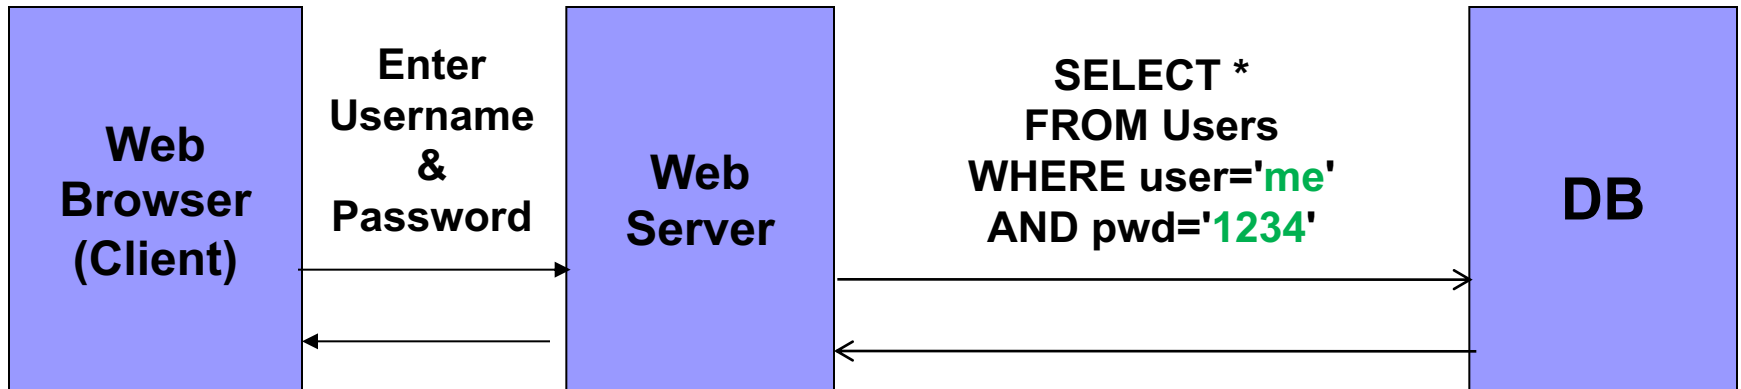 Web
Browser
(Client)
Enter
Username
&
Password
Web
Server
SELECT *
FROM Users
WHERE user='me'
AND pwd='1234'
DB